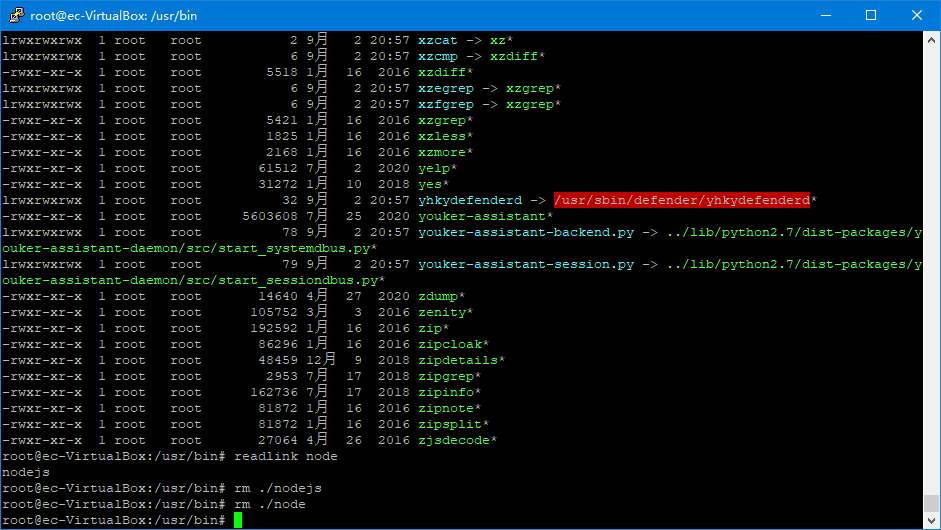 root@ec-VirtualBox: /usr/bin
lrwxrwxrwx 1 root root 2 9月 2 20:57 xzcat -> xz*
lrwxrwxrwx 1 root root 6 9月 2 20:57 xzcmp -> xzdiff*
-rwxr-xr-x 1 root root 5518 1月 16 2016 xzdiff*
lrwxrwxrwx 1 root root 6 9月 2 20:57 xzegrep -> xzgrep*
lrwxrwxrwx 1 root root 6 9月 2 20:57 xzfgrep -> xzgrep*
-rwxr-xr-x 1 root root 5421 1月 16 2016 xzgrep*
-rwxr-xr-x 1 root root 1825 1月 16 2016 xzless*
-rwxr-xr-x 1 root root 2168 1月 16 2016 xzmore*
-rwxr-xr-x 1 root root 61512 7月 2 2020 yelp*
-rwxr-xr-x 1 root root 31272 1月 10 2018 yes*
lrwxrwxrwx 1 root root 32 9月 2 20:57 yhkydefenderd -> /usr/sbin/defender/yhkydefenderd*
-rwxr-xr-x 1 root root 5603608 7月 25 2020 youker-assistant*
lrwxrwxrwx 1 root root 78 9月 2 20:57 youker-assistant-backend.py -> ../lib/python2.7/dist-packages/y
ouker-assistant-daemon/src/start_systemdbus.py*
lrwxrwxrwx 1 root root 79 9月 2 20:57 youker-assistant-session.py -> ../lib/python2.7/dist-packages/y
ouker-assistant-daemon/src/start_sessiondbus.py*
-rwxr-xr-x 1 root root 14640 4月 27 2020 zdump*
-rwxr-xr-x 1 root root 105752 3月 3 2016 zenity*
-rwxr-xr-x 1 root root 192592 1月 16 2016 zip*
-rwxr-xr-x 1 root root 86296 1月 16 2016 zipcloak*
-rwxr-xr-x 1 root root 48459 12月 9 2018 zipdetails*
-rwxr-xr-x 1 root root 2953 7月 17 2018 zipgrep*
-rwxr-xr-x 1 root root 162736 7月 17 2018 zipinfo*
-rwxr-xr-x 1 root root 81872 1月 16 2016 zipnote*
-rwxr-xr-x 1 root root 81872 1月 16 2016 zipsplit*
-rwxr-xr-x 1 root root 27064 4月 26 2016 zjsdecode*
root@ec-VirtualBox:/usr/bin# readlink node
nodejs
root@ec-VirtualBox:/usr/bin# rm ./nodejs
root@ec-VirtualBox:/usr/bin# rm ./node
root@ec-VirtualBox:/usr/bin#